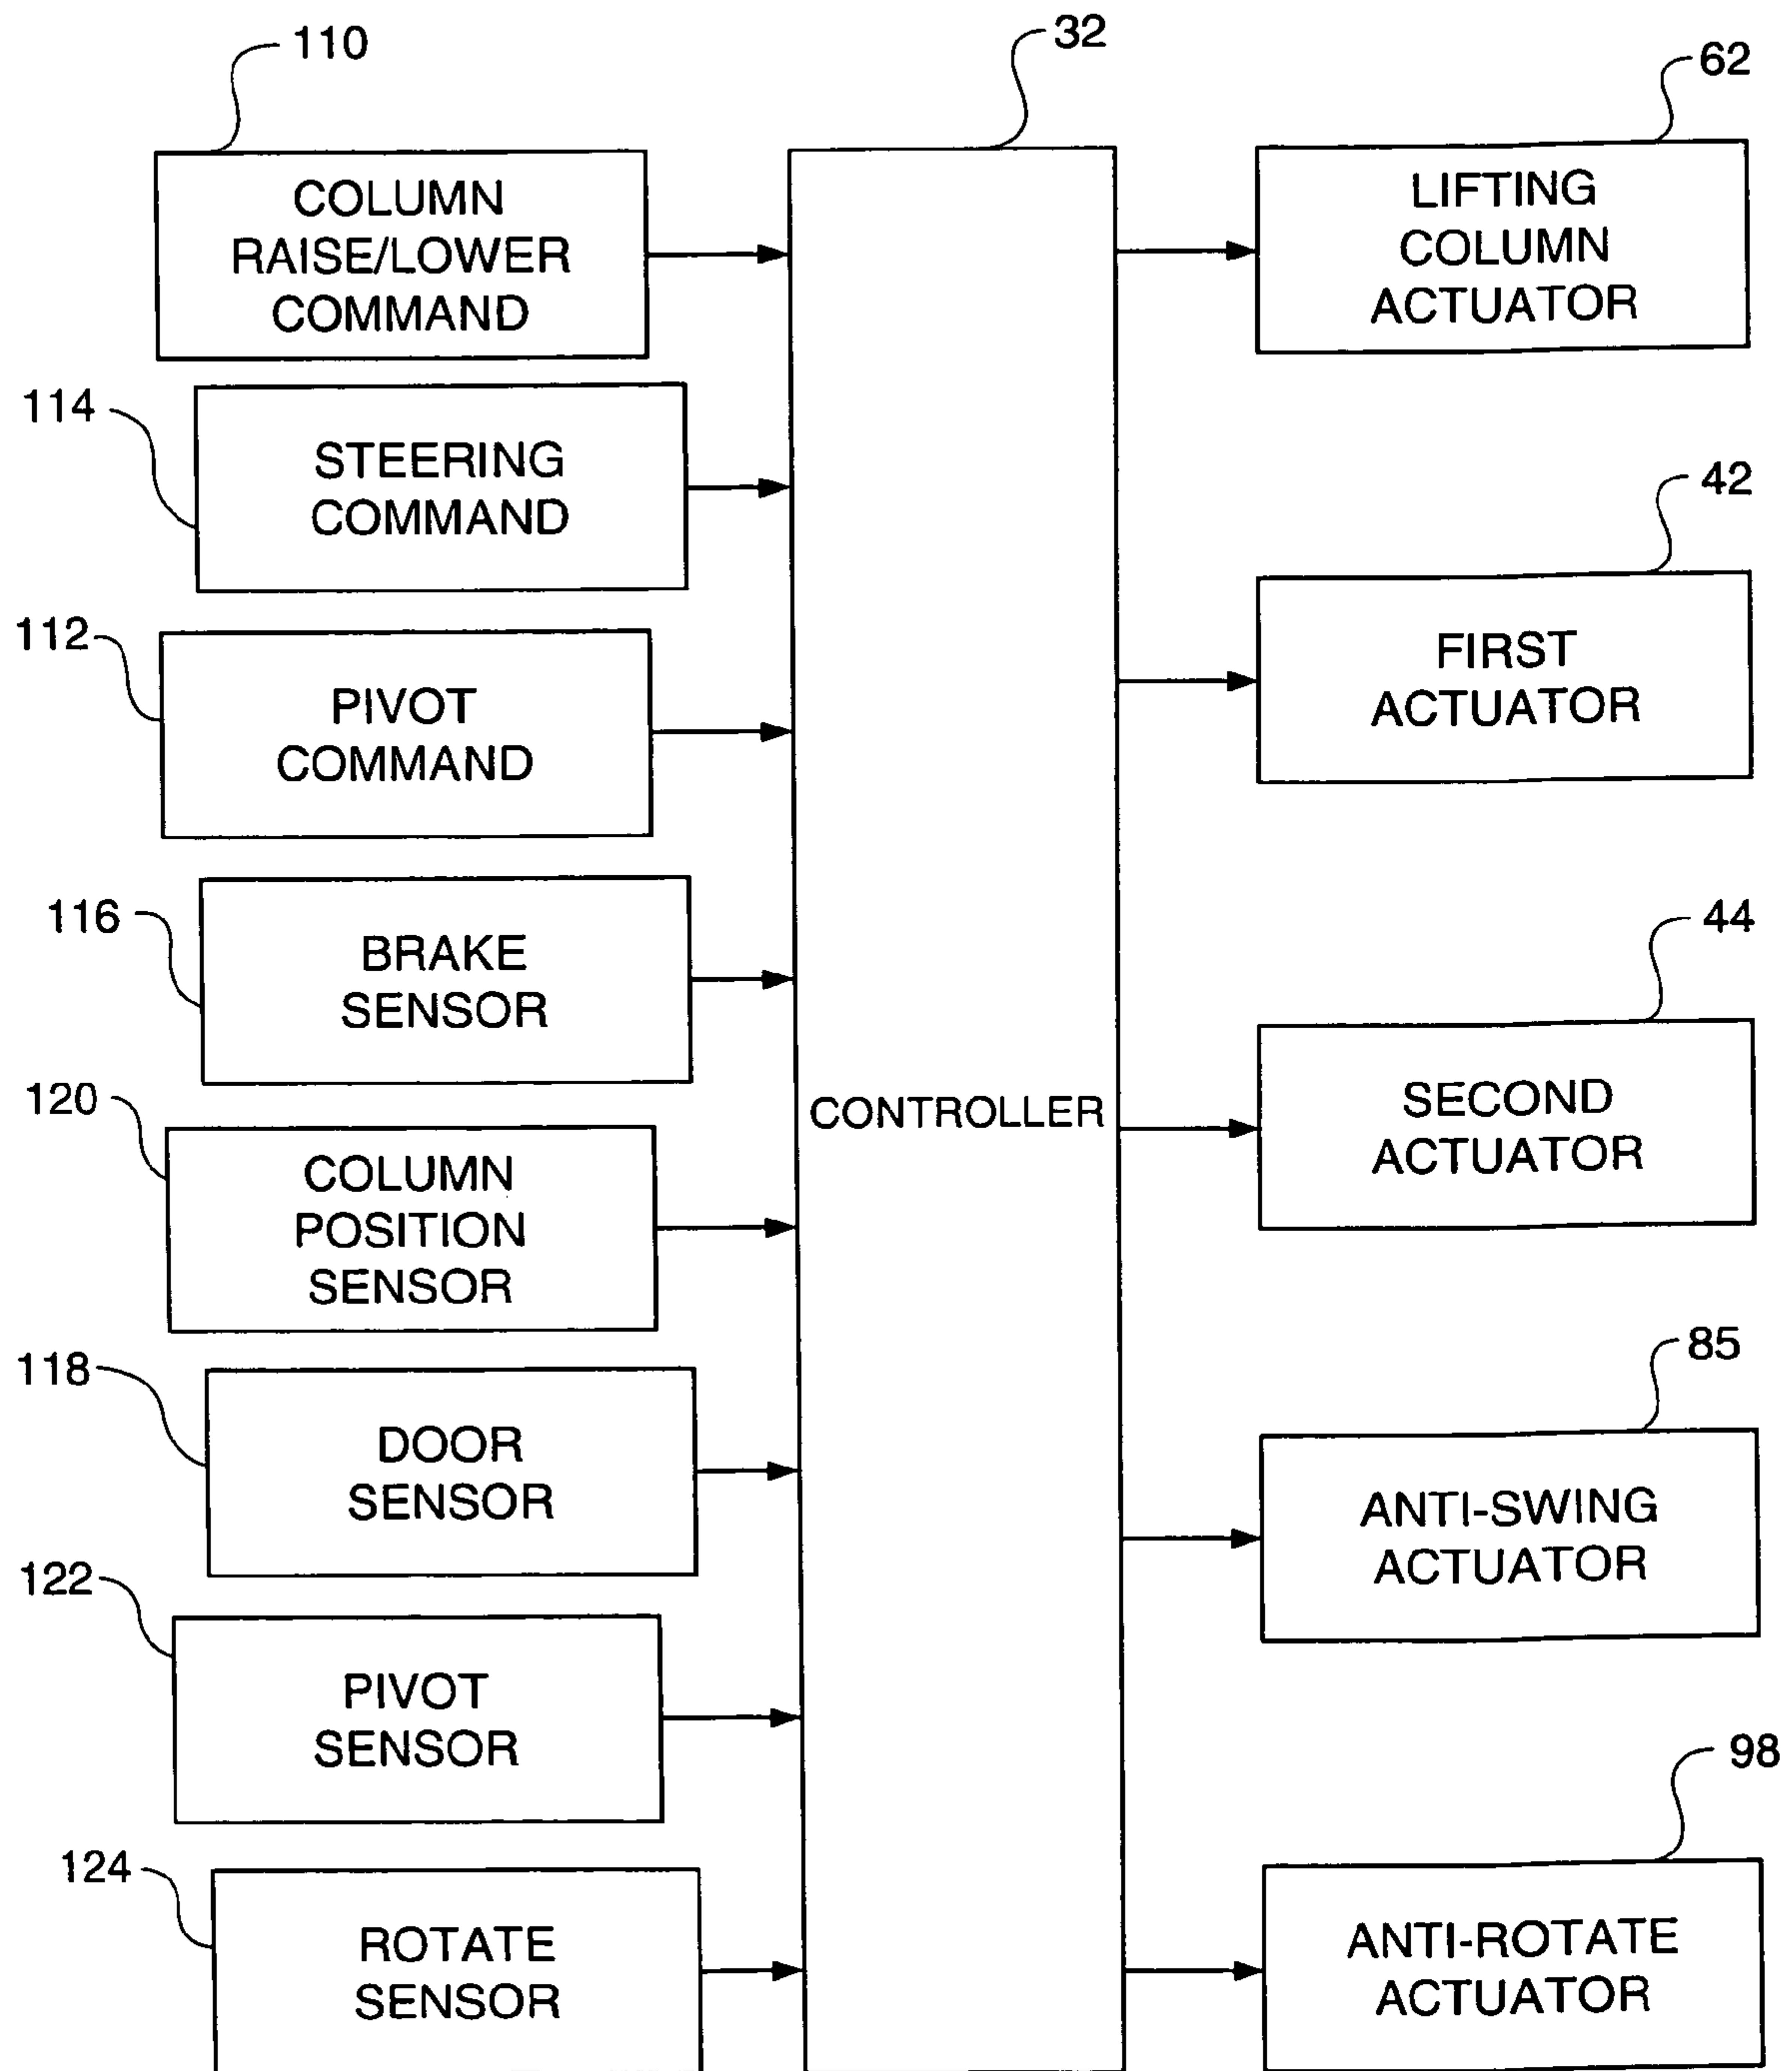 110
32
62
COLUMN
RAISE/LOWER
COMMAND
LIFTING
COLUMN
ACTUATOR
114
STEERING
COMMAND
42
112
PIVOT
COMMAND
FIRST
ACTUATOR
116
BRAKE
SENSOR
44
120
COLUMN
POSITION
SENSOR
CONTROLLER
SECOND
ACTUATOR
118
DOOR
SENSOR
85
ANTI-SWING
ACTUATOR
122
PIVOT
SENSOR
98
124
ROTATE
SENSOR
ANTI-ROTATE
ACTUATOR